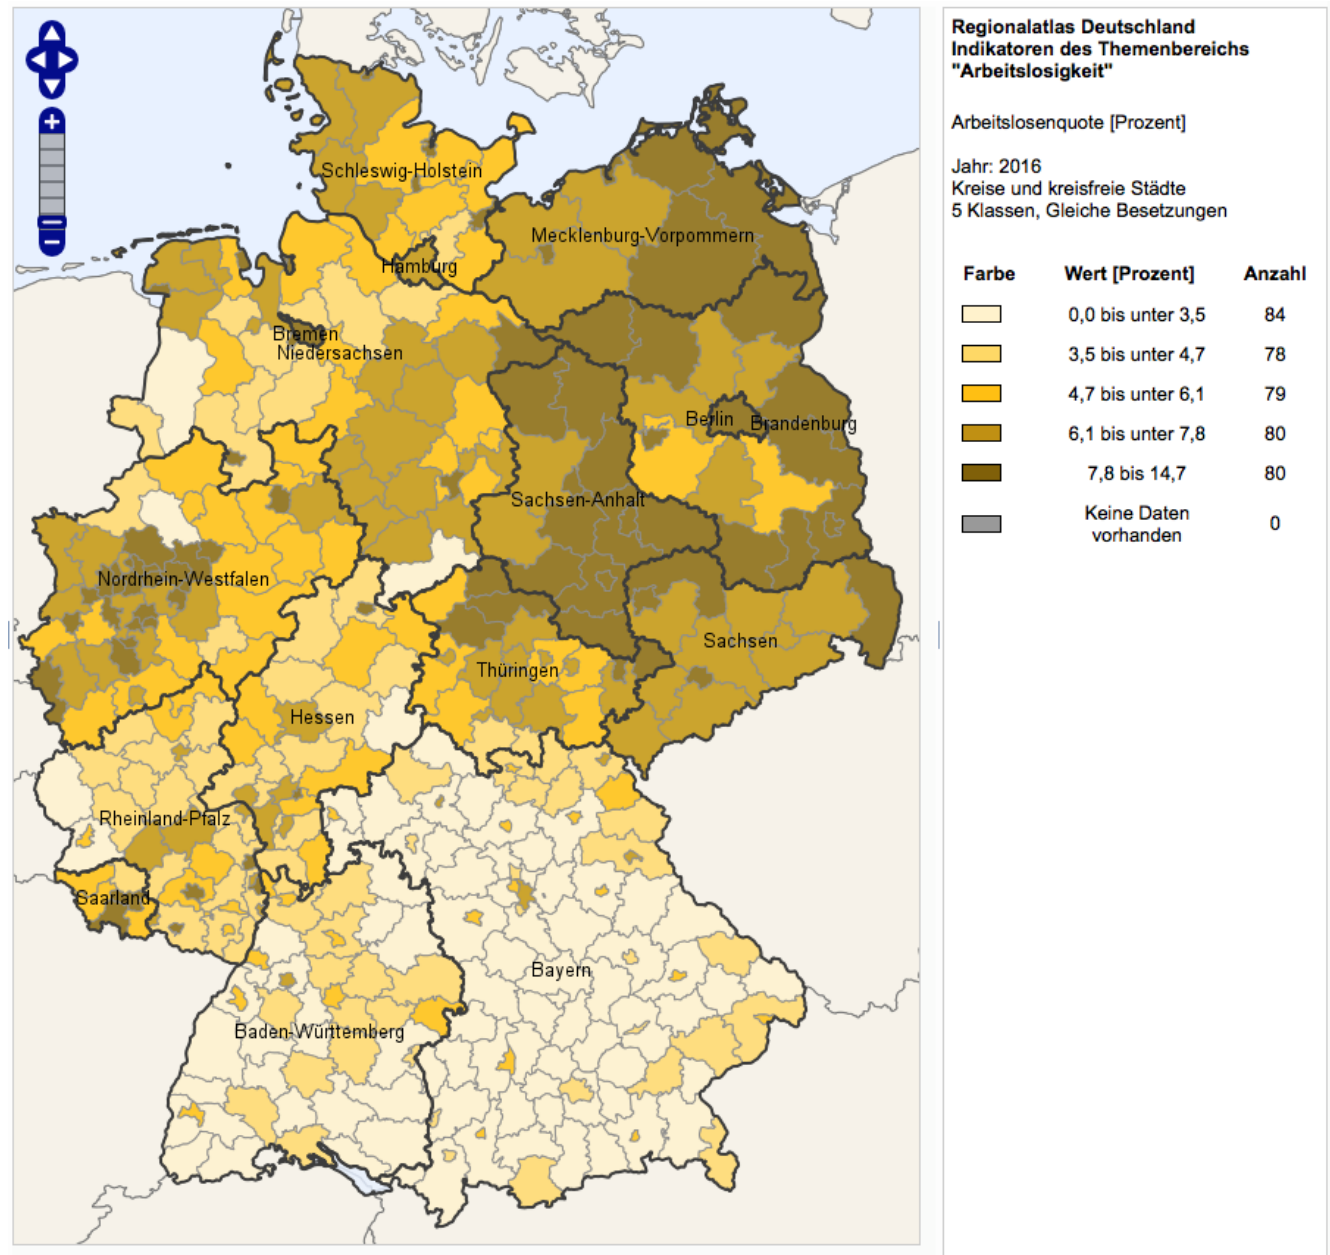 Regionalatlas Deutschland
Indikatoren des Themenbereichs
"Arbeitslosigkeit"
Arbeitslosenquote [Prozent]
Jahr: 2016
Kreise und kreisfreie Städte
5 Klassen, Gleiche Besetzungen
Farbe Wert [Prozent] Anzahl
0,0 bis unter 3,5 84
3,5 bis unter 4,7 78
4,7 bis unter 6,1 79
6,1 bis unter 7,8 80
7,8 bis 14,7 80
Keine Daten
vorhanden 0
Schleswig-Holstein
Mecklenburg-Vorpommern
Hamburg
Bremen
Niedersachsen
Berlin
Brandenburg
Sachsen-Anhalt
Nordrhein-Westfalen
Sachsen
Thüringen
Hessen
Rheinland-Pfalz
Saarland
Bayern
Baden-Württemberg